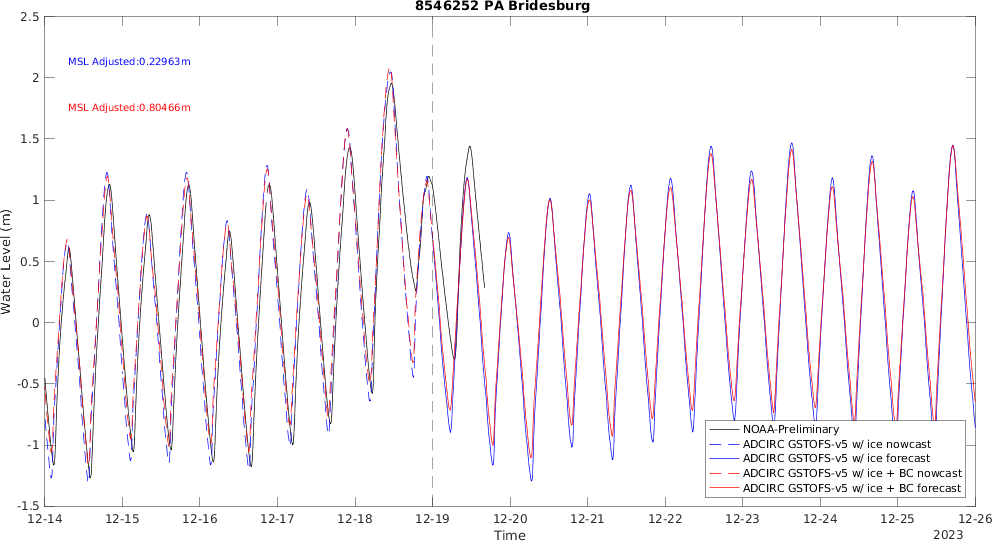 8546252 PA Bridesburg
2.5
2
1.5
1
0.5
0
-0.5
-1
-1.5
Water Level (m)
MSL Adjusted:0.22963m
MSL Adjusted:0.80466m
NOAA-Preliminary
ADCIRC GSTOFS-v5 w/ ice nowcast
ADCIRC GSTOFS-v5 w/ ice forecast
ADCIRC GSTOFS-v5 w/ ice + BC nowcast
ADCIRC GSTOFS-v5 w/ ice + BC forecast
12-14 12-15 12-16 12-17 12-18 12-19 12-20 12-21 12-22 12-23 12-24 12-25 12-26
Time
2023